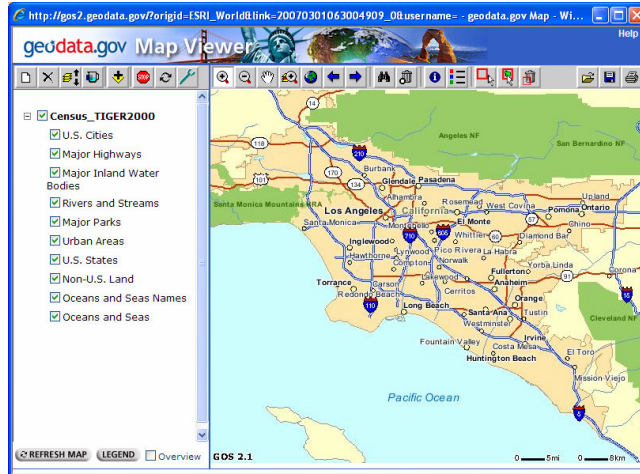 http://gos2.geodata.gov/?origid=ESRI_World&link=20070301063004909_0&username= - geodata.gov Map - Wi...
geodata.gov Map Viewer
Help
STOP
Census_TIGER2000
U.S. Cities
Major Highways
Major Inland Water
Bodies
Rivers and Streams
Major Parks
Urban Areas
U.S. States
Non-U.S. Land
Oceans and Seas Names
Oceans and Seas
REFRESH MAP
LEGEND
Overview
14
Angeles NF
118
San Bernardino NF
210
Burbank
170
101
134
Glendale
Pasadena
Santa Monica Mountains NRA
Alhambra
Rosemead
West Covina
Upland
Los Angeles
California
Pomona
Ontario
Santa Monica
Montebello
El Monte
57
Chino
710
605
Whittier
60
Diamond Bar
Inglewood
Lynwood
Pico Rivera
La Habra
Hawthorne
Compton
Norwalk
Yorba Linda
Torrance
Carson
Lakewood
Fullerton
91
Corona
Redondo Beach
Cerritos
Anaheim
15
110
Long Beach
Orange
Santa Ana
Tustin
Cleveland NF
Westminster
Fountain Valley
Costa Mesa
Irvine
Huntington Beach
El Toro
Mission Viejo
Pacific Ocean
5
GOS 2.1
0
5mi
0
8km